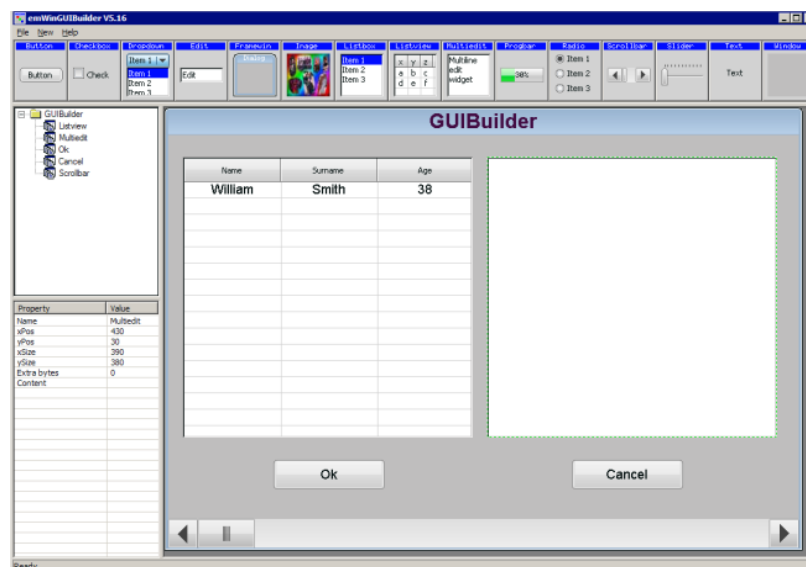 emWinGUIBuilder V5.16
File New Help
Button Checkbox Dropdown Edit Framewin Image Listbox Listview Multiedit Progbar Radio Scrollbar Slider Text Window
Button
Check
Item 1
Item 1
Item 2
Item 3
Edit
Dialog
Item 1
Item 2
Item 3
x y z
a b c
d e f
Multiline
edit
widget
30%
Item 1
Item 2
Item 3
Text
GUIBuilder
Listview
Multiedit
Ok
Cancel
Scrollbar
Property Value
Name Multiedit
xPos 430
yPos 30
xSize 390
ySize 380
Extra bytes 0
Content
GUIBuilder
Name Surname Age
William Smith 38
Ok Cancel
Ready